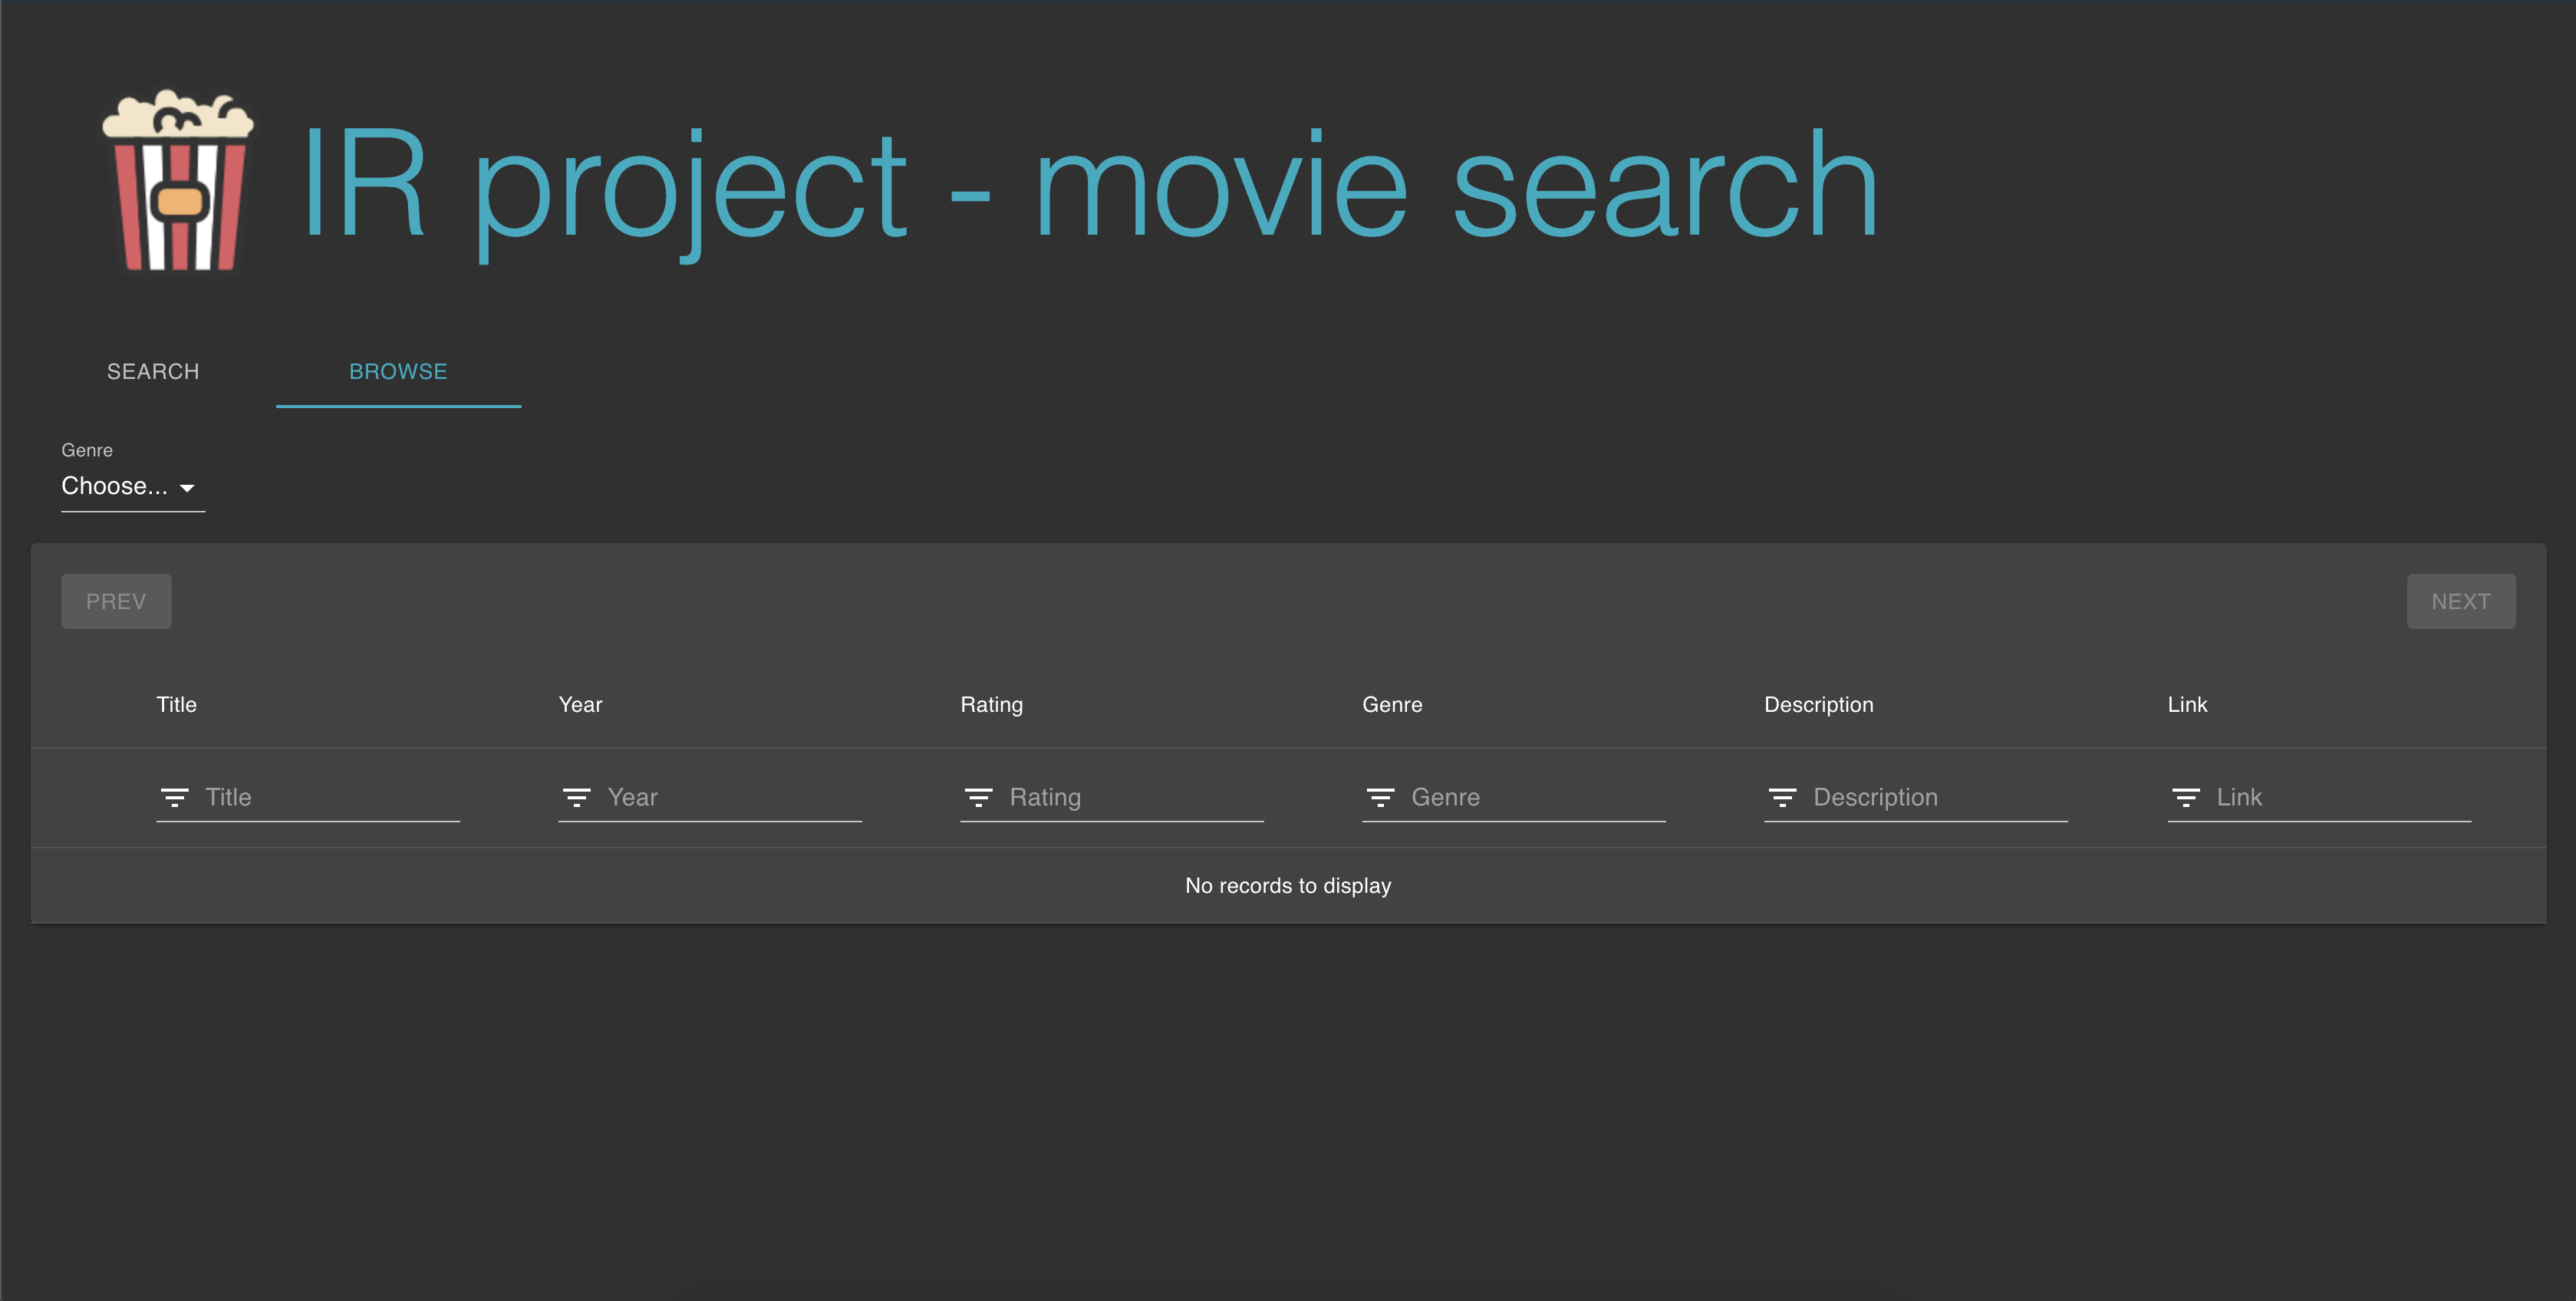 IR project - movie search
SEARCH BROWSE
Genre
Choose...
PREV NEXT
Title Year Rating Genre Description Link
Title Year Rating Genre Description Link
No records to display